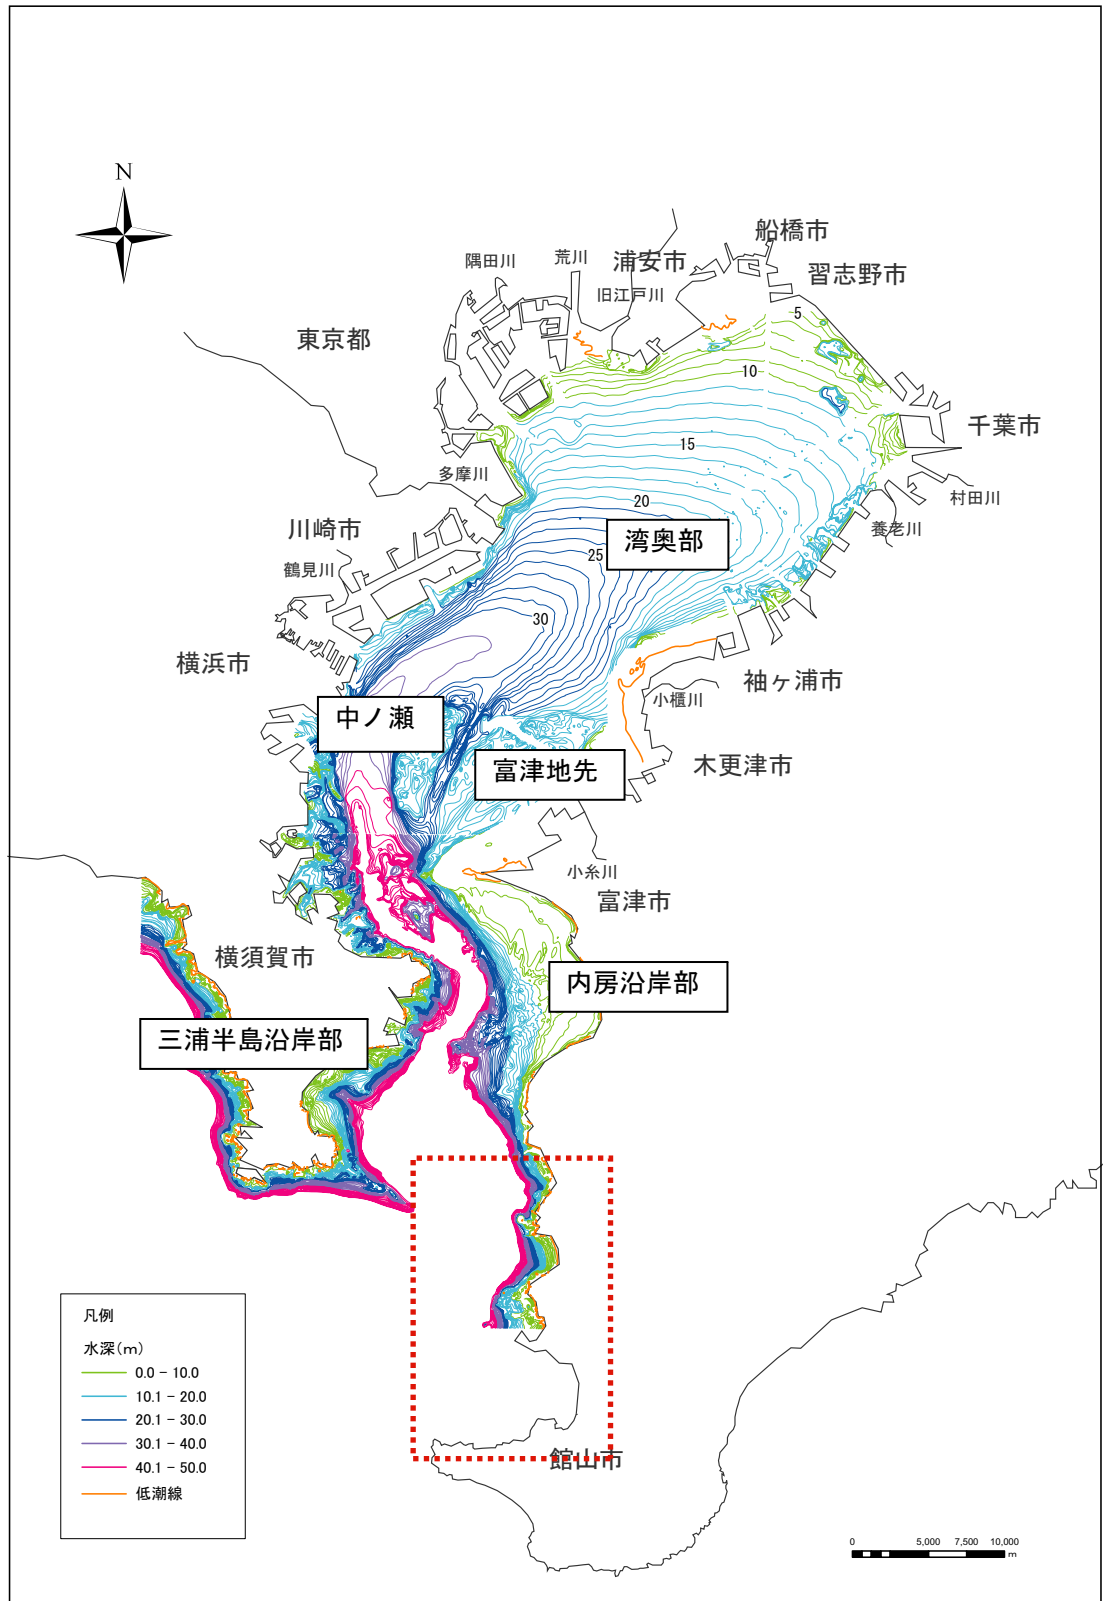 N
船橋市
隅田川
荒川
浦安市
習志野市
旧江戸川
5
東京都
10
千葉市
15
多摩川
村田川
20
川崎市
養老川
湾奥部
25
鶴見川
30
横浜市
袖ヶ浦市
小櫃川
中ノ瀬
富津地先
木更津市
小糸川
富津市
横須賀市
内房沿岸部
三浦半島沿岸部
凡例
水深(m)
0.0 - 10.0
10.1 - 20.0
20.1 - 30.0
30.1 - 40.0
40.1 - 50.0
低潮線
館山市
0 5,000 7,500 10,000
m